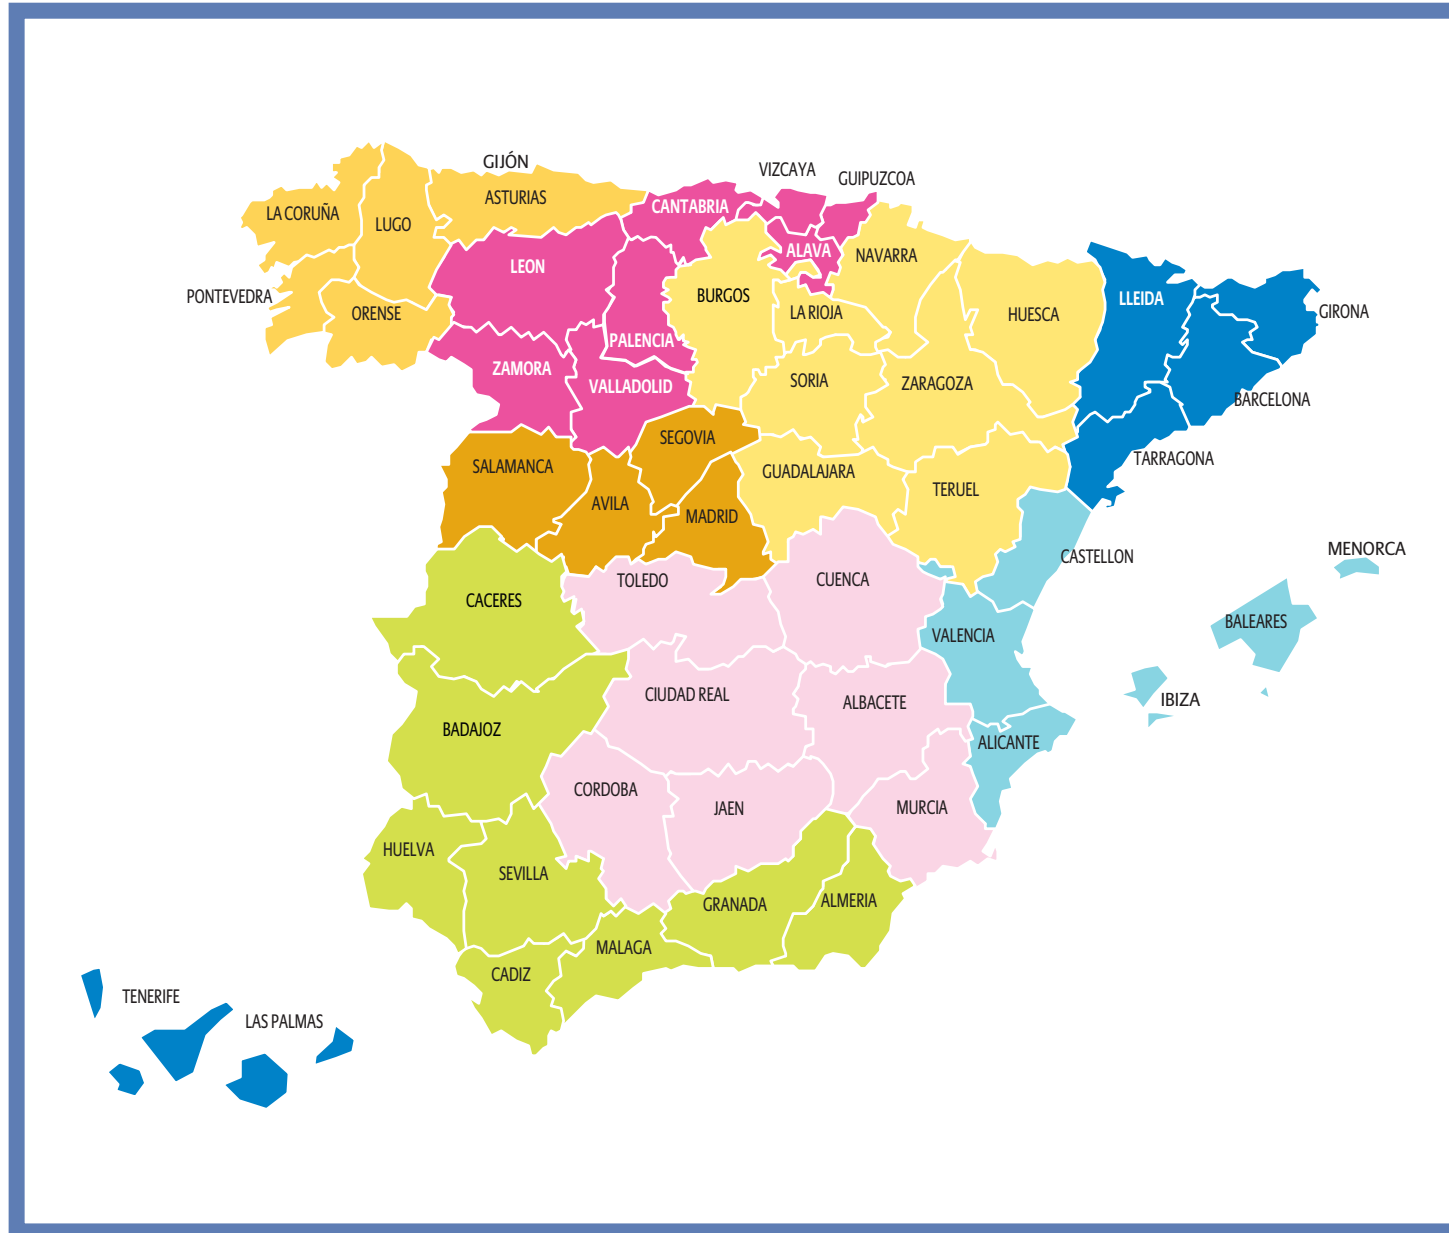 GIJÓN
VIZCAYA
GUIPUZCOA
ASTURIAS
CANTABRIA
LA CORUÑA
LUGO
ALAVA
NAVARRA
LEON
PONTEVEDRA
BURGOS
LLEIDA
ORENSE
LA RIOJA
HUESCA
GIRONA
PALENCIA
ZAMORA
VALLADOLID
SORIA
ZARAGOZA
BARCELONA
SEGOVIA
SALAMANCA
GUADALAJARA
TARRAGONA
AVILA
MADRID
TERUEL
MENORCA
CASTELLON
TOLEDO
CUENCA
CACERES
BALEARES
VALENCIA
CIUDAD REAL
ALBACETE
IBIZA
BADAJOZ
ALICANTE
CORDOBA
JAEN
MURCIA
HUELVA
SEVILLA
GRANADA
ALMERIA
MALAGA
CADIZ
TENERIFE
LAS PALMAS